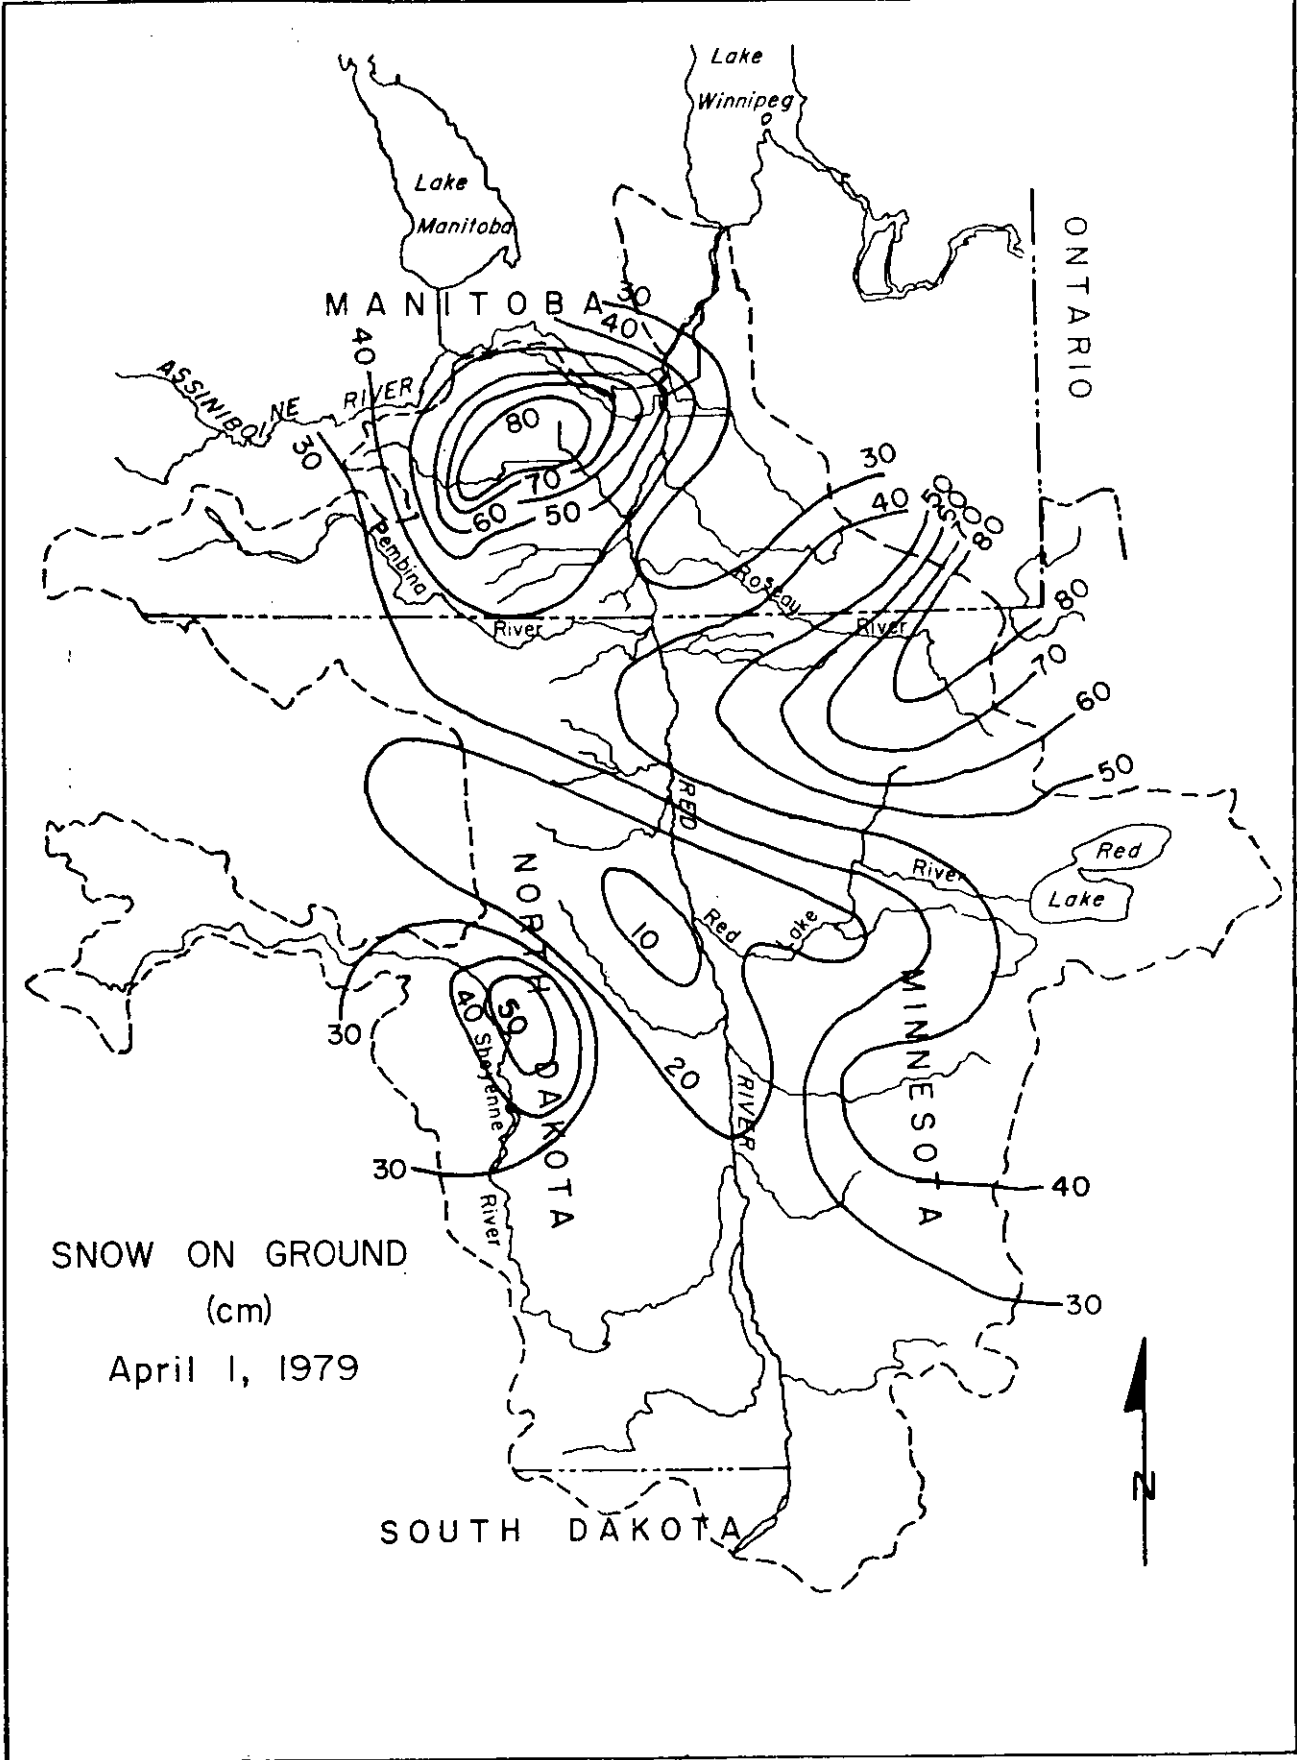 Lake
Winnipeg
Lake
Manitoba
ONTARIO
MANITOBA
30
40
40
ASSINIBOINE RIVER
80
30
70
60
50
30
40
50
80
Pembina
River
Roseau
River
80
70
60
50
RED
RIVER
NORTH DAKOTA
River
Red
Lake
10
Red
Lake
40
50
30
Sheyenne
River
20
MINNESOTA
30
40
30
SNOW ON GROUND
(cm)
April 1, 1979
N
SOUTH DAKOTA